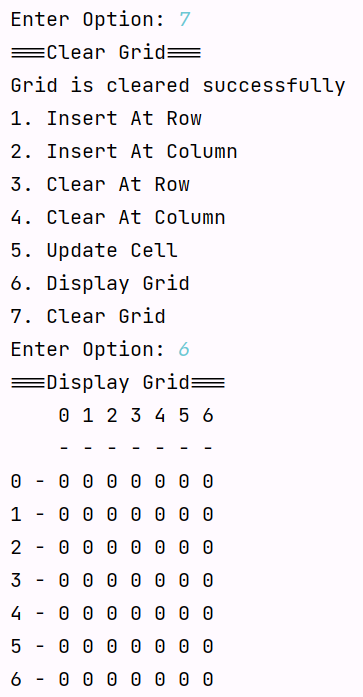 Enter Option: 7
===Clear Grid===
Grid is cleared successfully
1. Insert At Row
2. Insert At Column
3. Clear At Row
4. Clear At Column
5. Update Cell
6. Display Grid
7. Clear Grid
Enter Option: 6
===Display Grid===
    0 1 2 3 4 5 6
    - - - - - - -
0 - 0 0 0 0 0 0 0
1 - 0 0 0 0 0 0 0
2 - 0 0 0 0 0 0 0
3 - 0 0 0 0 0 0 0
4 - 0 0 0 0 0 0 0
5 - 0 0 0 0 0 0 0
6 - 0 0 0 0 0 0 0